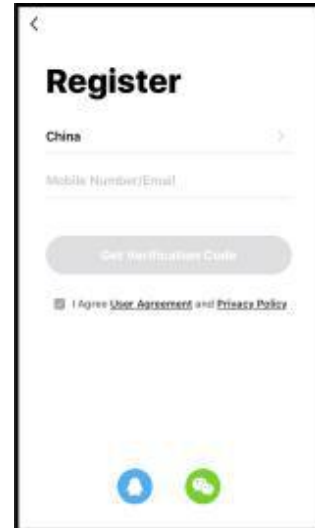 Register
China
Mobile Number/Email
Get Verification Code
I Agree User Agreement and Privacy Policy